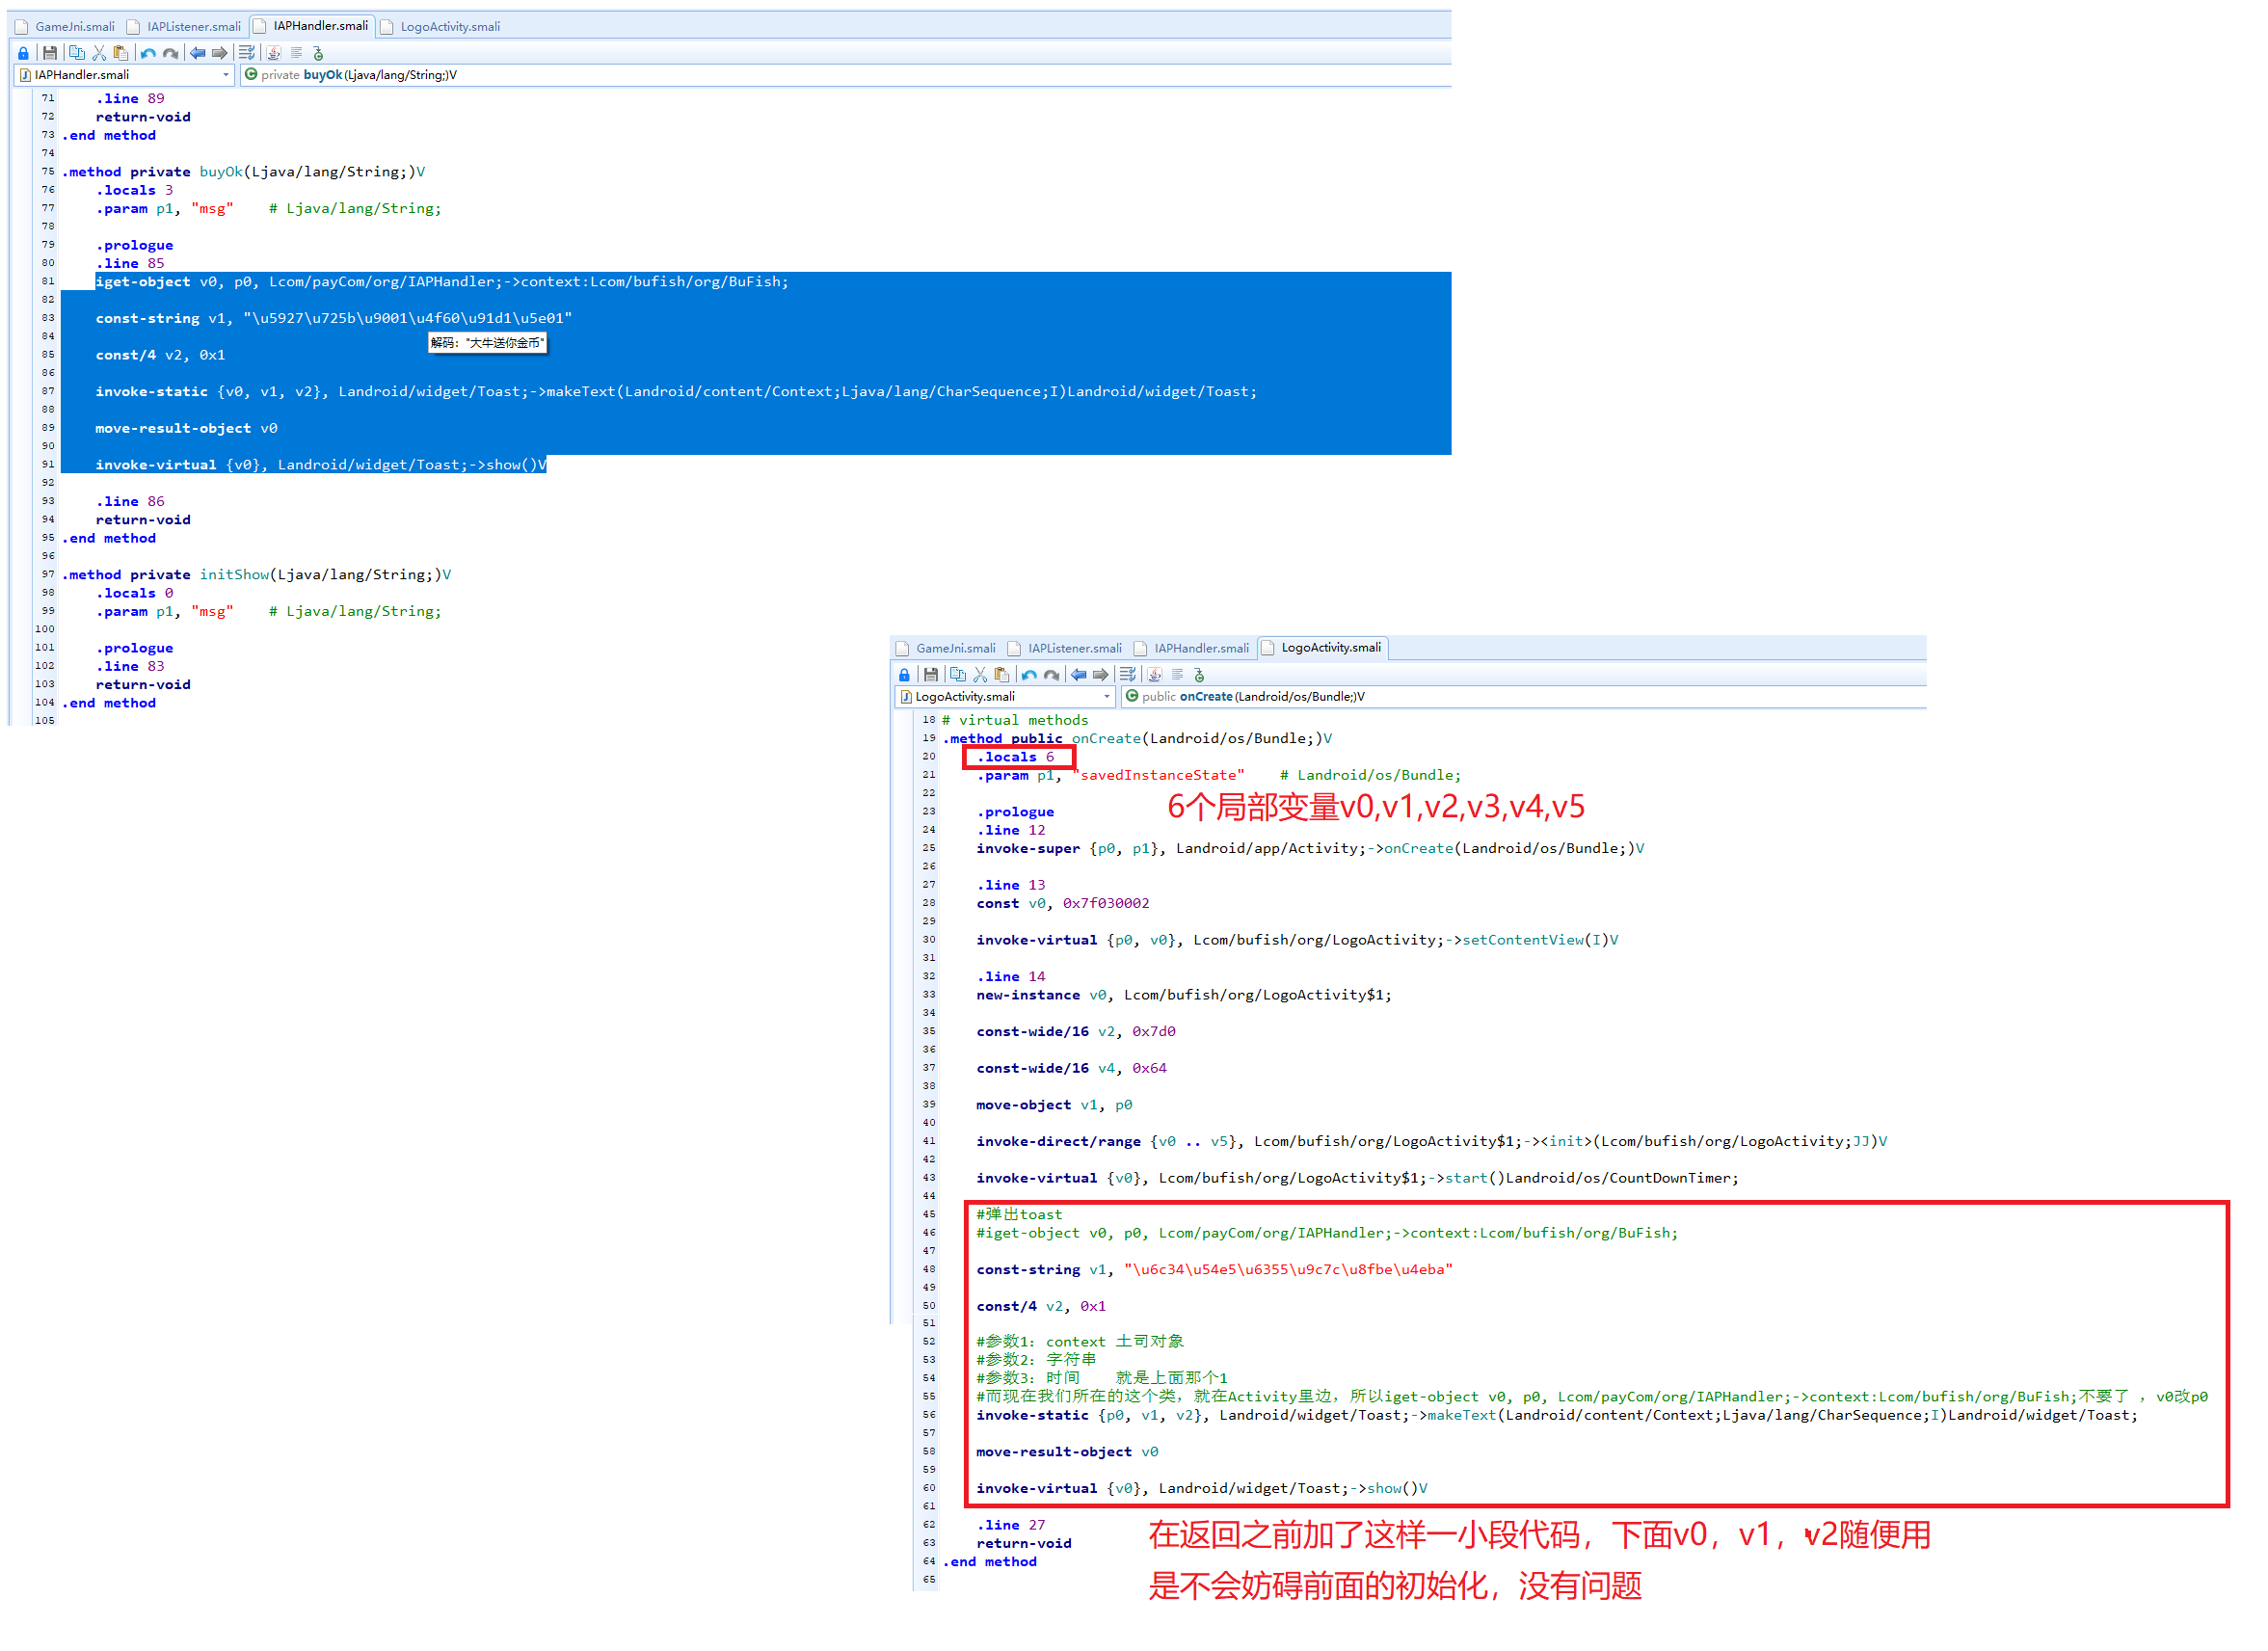 GameJni.smali IAPListener.smali IAPHandler.smali LogoActivity.smali
IAPHandler.smali private buyOk(Ljava/lang/String;)V
71 .line 89
72 return-void
73 .end method
74
75 .method private buyOk(Ljava/lang/String;)V
76 .locals 3
77 .param p1, "msg" # Ljava/lang/String;
78
79 .prologue
80 .line 85
81 iget-object v0, p0, Lcom/payCom/org/IAPHandler;->context:Lcom/bufish/org/BuFish;
82
83 const-string v1, "\u5927\u725b\u9001\u4f60\u91d1\u5e01"
84
解码："大牛送你金币"
85 const/4 v2, 0x1
86
87 invoke-static {v0, v1, v2}, Landroid/widget/Toast;->makeText(Landroid/content/Context;Ljava/lang/CharSequence;I)Landroid/widget/Toast;
88
89 move-result-object v0
90
91 invoke-virtual {v0}, Landroid/widget/Toast;->show()V
92
93 .line 86
94 return-void
95 .end method
96
97 .method private initShow(Ljava/lang/String;)V
98 .locals 0
99 .param p1, "msg" # Ljava/lang/String;
100
101 .prologue
102 .line 83
103 return-void
104 .end method
105
GameJni.smali IAPListener.smali IAPHandler.smali LogoActivity.smali
LogoActivity.smali public onCreate(Landroid/os/Bundle;)V
18 # virtual methods
19 .method public onCreate(Landroid/os/Bundle;)V
20 .locals 6
21 .param p1, "savedInstanceState" # Landroid/os/Bundle;
22
6个局部变量v0,v1,v2,v3,v4,v5
23 .prologue
24 .line 12
25 invoke-super {p0, p1}, Landroid/app/Activity;->onCreate(Landroid/os/Bundle;)V
26
27 .line 13
28 const v0, 0x7f030002
29
30 invoke-virtual {p0, v0}, Lcom/bufish/org/LogoActivity;->setContentView(I)V
31
32 .line 14
33 new-instance v0, Lcom/bufish/org/LogoActivity$1;
34
35 const-wide/16 v2, 0x7d0
36
37 const-wide/16 v4, 0x64
38
39 move-object v1, p0
40
41 invoke-direct/range {v0 .. v5}, Lcom/bufish/org/LogoActivity$1;-><init>(Lcom/bufish/org/LogoActivity;JJ)V
42
43 invoke-virtual {v0}, Lcom/bufish/org/LogoActivity$1;->start()Landroid/os/CountDownTimer;
44
45 #弹出toast
46 #iget-object v0, p0, Lcom/payCom/org/IAPHandler;->context:Lcom/bufish/org/BuFish;
47
48 const-string v1, "\u6c34\u54e5\u6355\u9c7c\u8fbe\u4eba"
49
50 const/4 v2, 0x1
51
52 #参数1：context 土司对象
53 #参数2：字符串
54 #参数3：时间 就是上面那个1
55 #而现在我们所在的这个类，就在Activity里边，所以iget-object v0, p0, Lcom/payCom/org/IAPHandler;->context:Lcom/bufish/org/BuFish;不要了 ，v0改p0
56 invoke-static {p0, v1, v2}, Landroid/widget/Toast;->makeText(Landroid/content/Context;Ljava/lang/CharSequence;I)Landroid/widget/Toast;
57
58 move-result-object v0
59
60 invoke-virtual {v0}, Landroid/widget/Toast;->show()V
61
62 .line 27
63 return-void
64 .end method
65
在返回之前加了这样一小段代码，下面v0，v1，v2随便用
是不会妨碍前面的初始化，没有问题